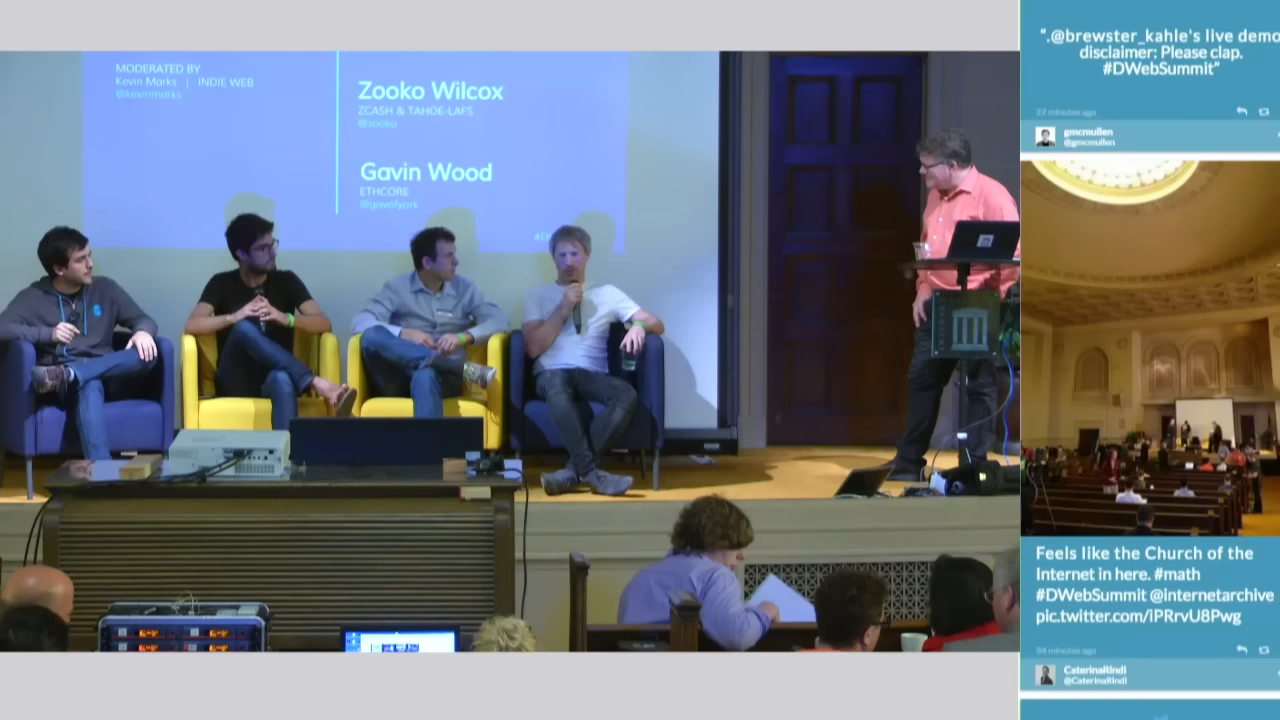 MODERATED BY
Kevin Marks | INDIE WEB
@kevinmarks
Zooko Wilcox
ZCASH & TAHOE-LAFS
@zooko
Gavin Wood
ETHCORE
@gavofyork
“.@brewster_kahle's live demo
disclaimer: Please clap.
#DWebSummit”
27 minutes ago
gmcmullen
@gmcmullen
Feels like the Church of the
Internet in here. #math
#DWebSummit @internetarchive
pic.twitter.com/lPRrvU8Pwg
34 minutes ago
CaterinaRindi
@CaterinaRindi